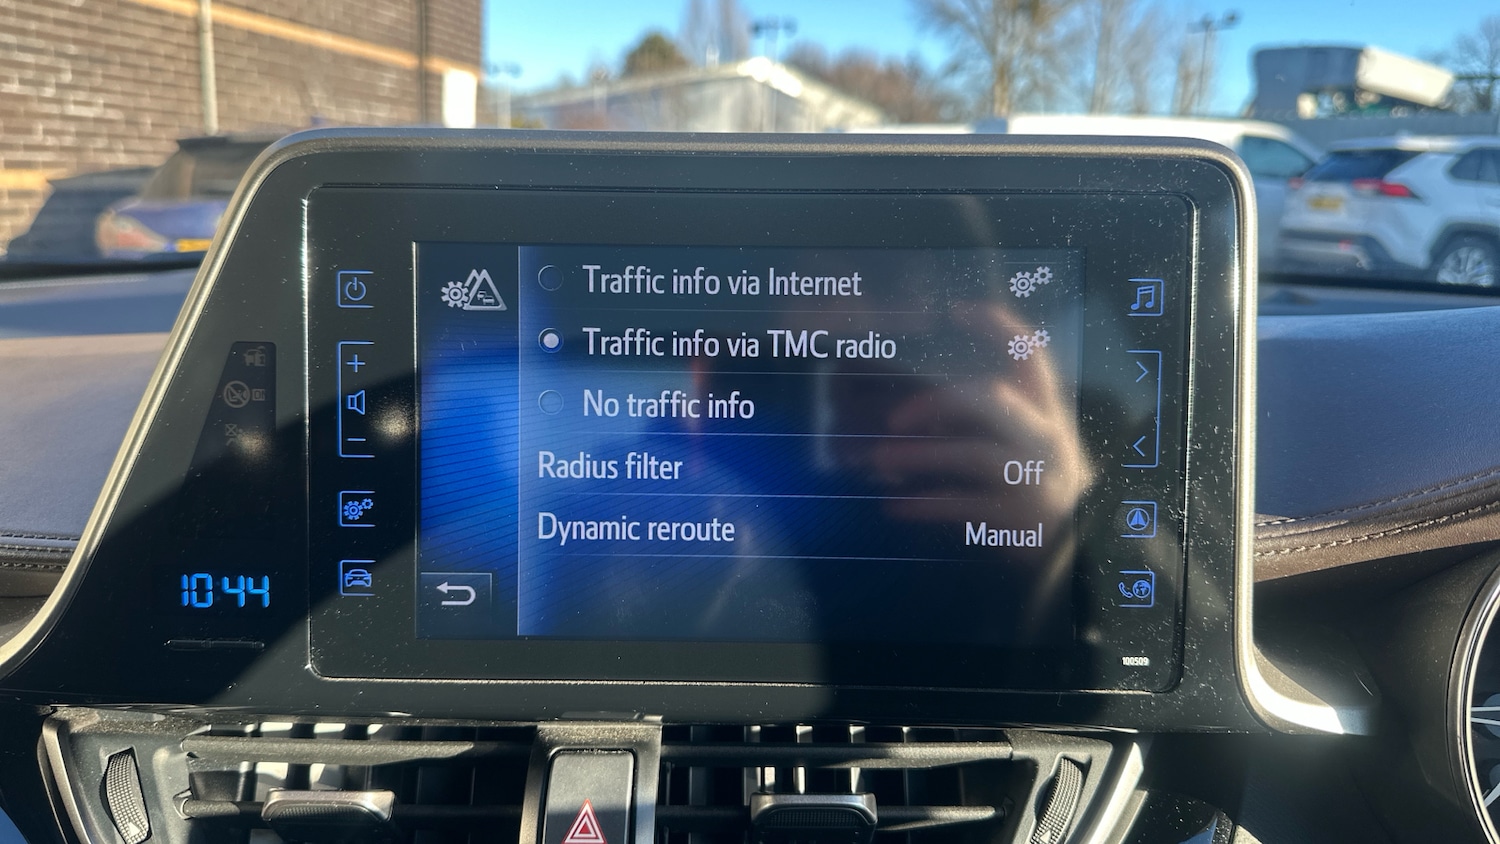 Traffic info via Internet
Traffic info via TMC radio
No traffic info
Radius filter Off
Dynamic reroute Manual
10:44
100509